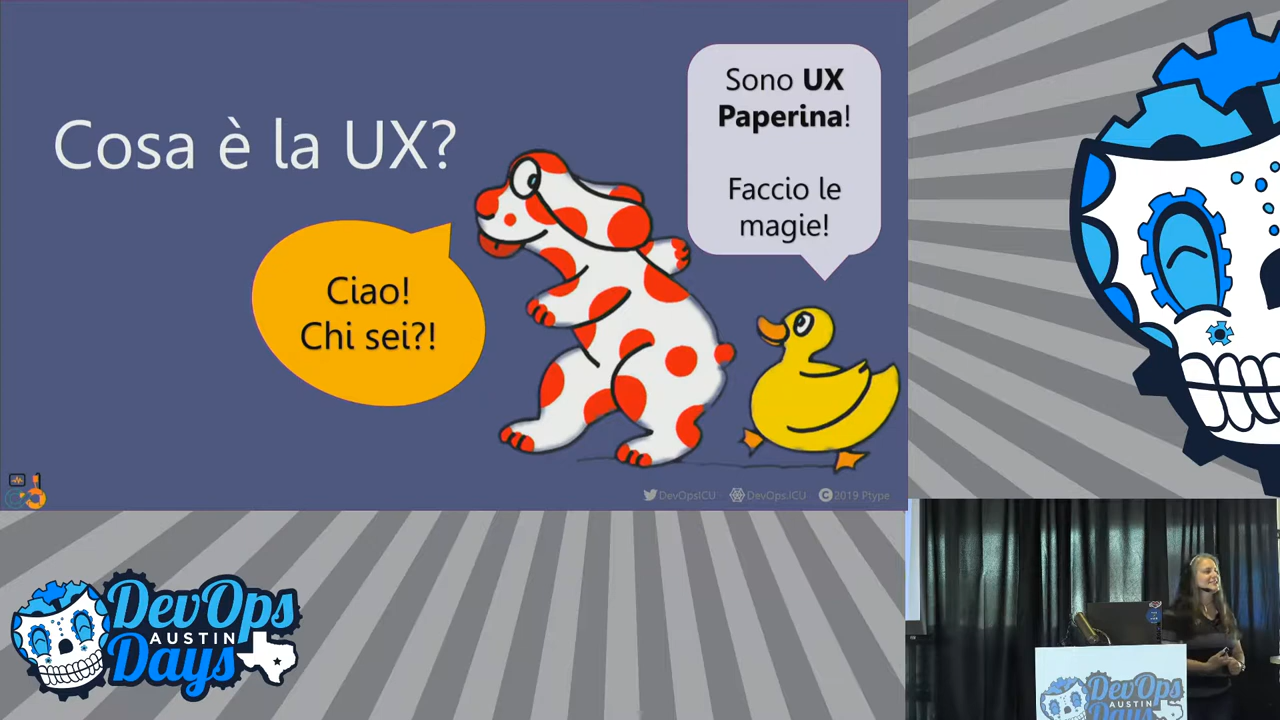 Cosa è la UX?
Sono UX
Paperina!
Faccio le
magie!
Ciao!
Chi sei?!
DevOpsICU
DevOps.ICU
© 2019 Ptype
DevOps
AUSTIN
Days
DevOps
AUSTIN
Days